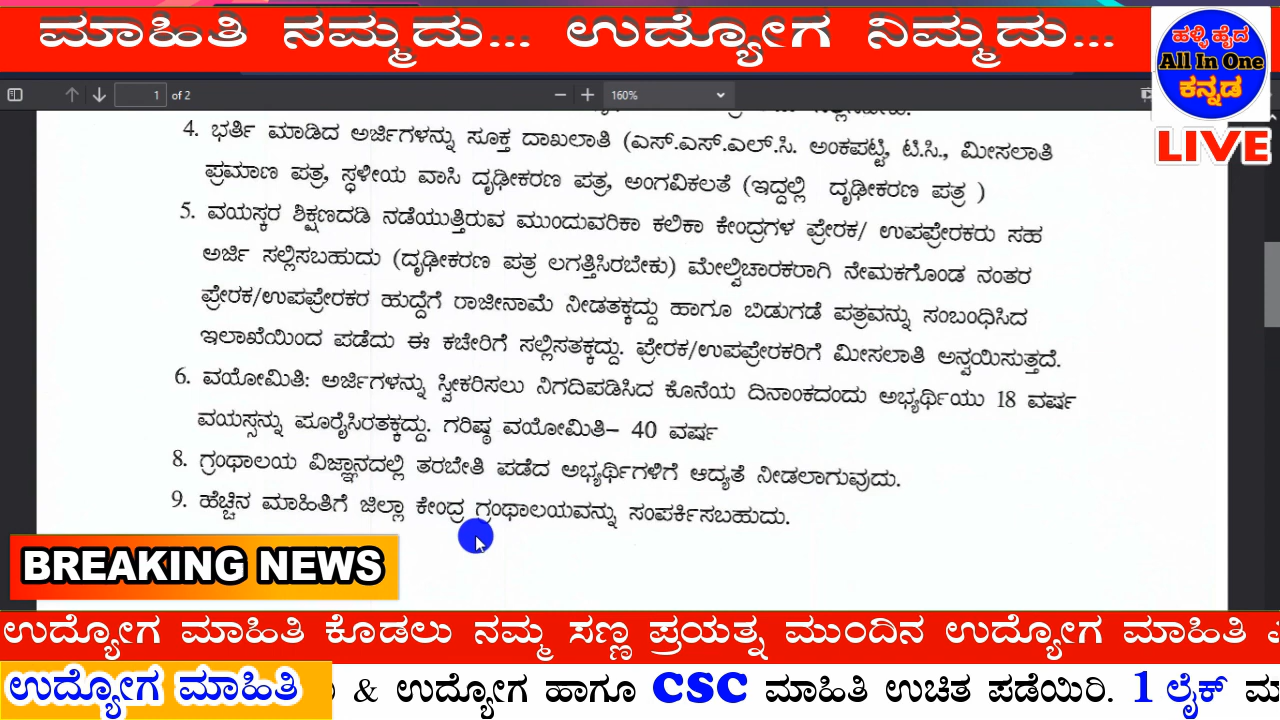 ಮಾಹಿತಿ ನಮ್ಮದು... ಉದ್ಯೋಗ ನಿಮ್ಮದು...
ಹಳ್ಳಿ ಹೈದ
All In One
ಕನ್ನಡ
LIVE
1 of 2
160%
4. ಭರ್ತಿ ಮಾಡಿದ ಅರ್ಜಿಗಳನ್ನು ಸೂಕ್ತ ದಾಖಲಾತಿ (ಎಸ್.ಎಸ್.ಎಲ್.ಸಿ. ಅಂಕಪಟ್ಟಿ, ಟಿ.ಸಿ., ಮೀಸಲಾತಿ
ಪ್ರಮಾಣ ಪತ್ರ, ಸ್ಥಳೀಯ ವಾಸಿ ದೃಢೀಕರಣ ಪತ್ರ, ಅಂಗವಿಕಲತೆ (ಇದ್ದಲ್ಲಿ ದೃಢೀಕರಣ ಪತ್ರ )
5. ವಯಸ್ಕರ ಶಿಕ್ಷಣದಡಿ ನಡೆಯುತ್ತಿರುವ ಮುಂದುವರಿಕಾ ಕಲಿಕಾ ಕೇಂದ್ರಗಳ ಪ್ರೇರಕ/ ಉಪಪ್ರೇರಕರು ಸಹ
ಅರ್ಜಿ ಸಲ್ಲಿಸಬಹುದು (ದೃಢೀಕರಣ ಪತ್ರ ಲಗತ್ತಿಸಿರಬೇಕು) ಮೇಲ್ವಿಚಾರಕರಾಗಿ ನೇಮಕಗೊಂಡ ನಂತರ
ಪ್ರೇರಕ/ಉಪಪ್ರೇರಕರ ಹುದ್ದೆಗೆ ರಾಜೀನಾಮೆ ನೀಡತಕ್ಕದ್ದು ಹಾಗೂ ಬಿಡುಗಡೆ ಪತ್ರವನ್ನು ಸಂಬಂಧಿಸಿದ
ಇಲಾಖೆಯಿಂದ ಪಡೆದು ಈ ಕಚೇರಿಗೆ ಸಲ್ಲಿಸತಕ್ಕದ್ದು. ಪ್ರೇರಕ/ಉಪಪ್ರೇರಕರಿಗೆ ಮೀಸಲಾತಿ ಅನ್ವಯಿಸುತ್ತದೆ.
6. ವಯೋಮಿತಿ: ಅರ್ಜಿಗಳನ್ನು ಸ್ವೀಕರಿಸಲು ನಿಗದಿಪಡಿಸಿದ ಕೊನೆಯ ದಿನಾಂಕದಂದು ಅಭ್ಯರ್ಥಿಯು 18 ವರ್ಷ
ವಯಸ್ಸನ್ನು ಪೂರೈಸಿರತಕ್ಕದ್ದು. ಗರಿಷ್ಠ ವಯೋಮಿತಿ– 40 ವರ್ಷ
8. ಗ್ರಂಥಾಲಯ ವಿಜ್ಞಾನದಲ್ಲಿ ತರಬೇತಿ ಪಡೆದ ಅಭ್ಯರ್ಥಿಗಳಿಗೆ ಆದ್ಯತೆ ನೀಡಲಾಗುವುದು.
9. ಹೆಚ್ಚಿನ ಮಾಹಿತಿಗೆ ಜಿಲ್ಲಾ ಕೇಂದ್ರ ಗ್ರಂಥಾಲಯವನ್ನು ಸಂಪರ್ಕಿಸಬಹುದು.
BREAKING NEWS
ಉದ್ಯೋಗ ಮಾಹಿತಿ ಕೊಡಲು ನಮ್ಮ ಸಣ್ಣ ಪ್ರಯತ್ನ ಮುಂದಿನ ಉದ್ಯೋಗ ಮಾಹಿತಿ
ಉದ್ಯೋಗ ಮಾಹಿತಿ & ಉದ್ಯೋಗ ಹಾಗೂ CSC ಮಾಹಿತಿ ಉಚಿತ ಪಡೆಯಿರಿ. 1 ಲೈಕ್